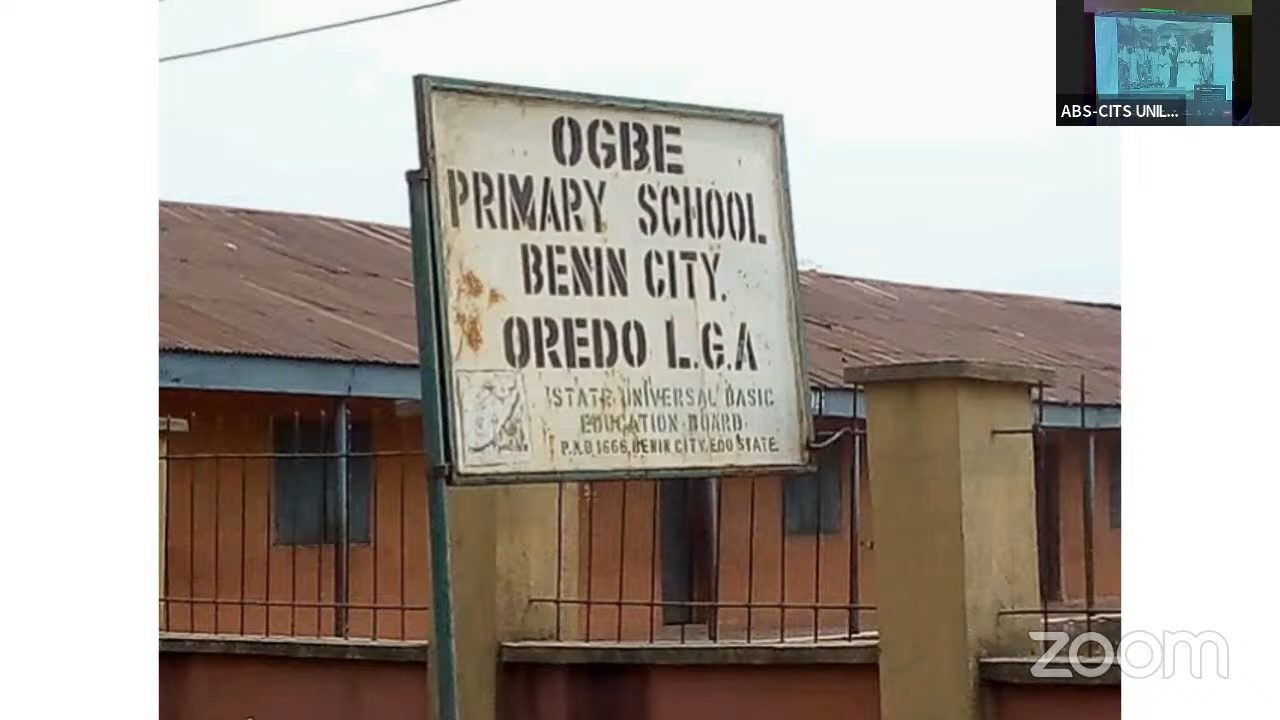 OGBE
PRIMARY SCHOOL
BENIN CITY.
OREDO L.G.A
STATE UNIVERSAL BASIC
EDUCATION BOARD
P.M.B 1666, BENIN CITY, EDO STATE
ABS-CITS UNIL...
zoom